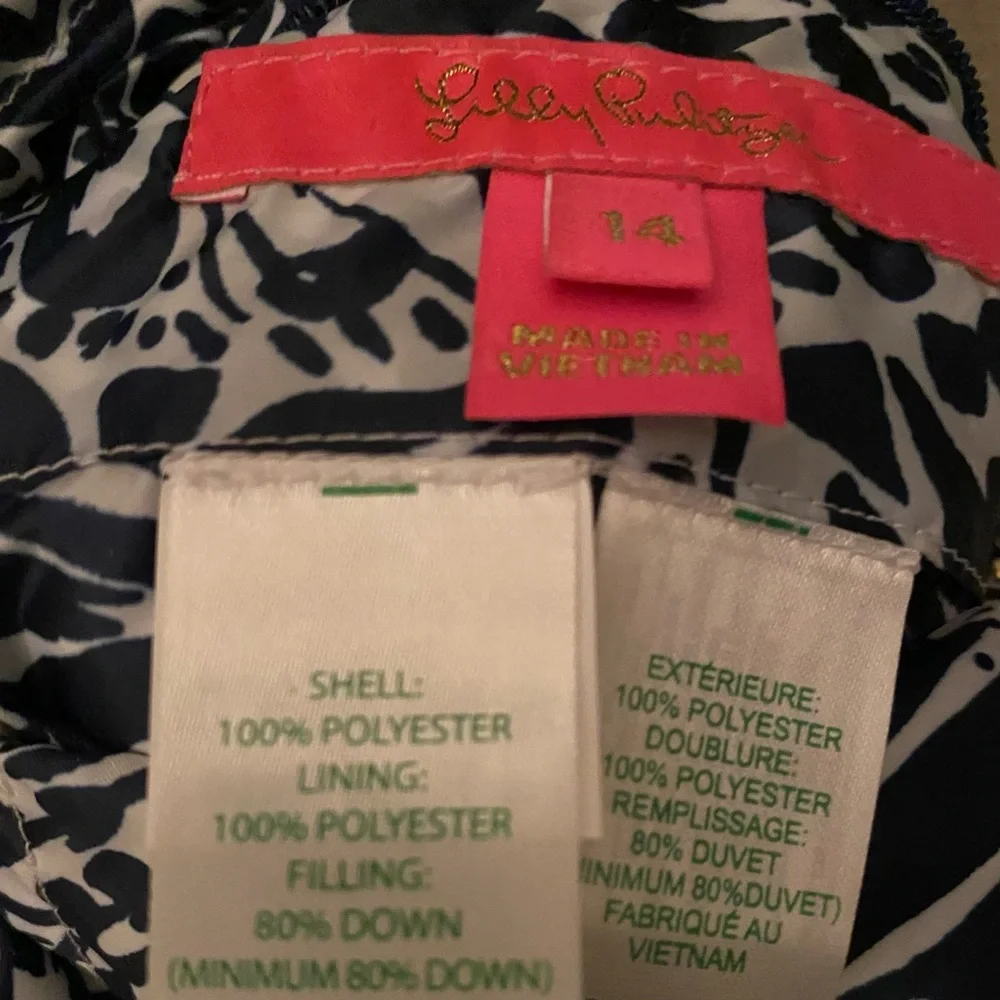 Lilly Pulitzer
14
MADE IN
VIETNAM
SHELL:
100% POLYESTER
LINING:
100% POLYESTER
FILLING:
80% DOWN
(MINIMUM 80% DOWN)
EXTÉRIEURE:
100% POLYESTER
DOUBLURE:
100% POLYESTER
REMPLISSAGE:
80% DUVET
INIMUM 80%DUVET)
FABRIQUÉ AU
VIETNAM